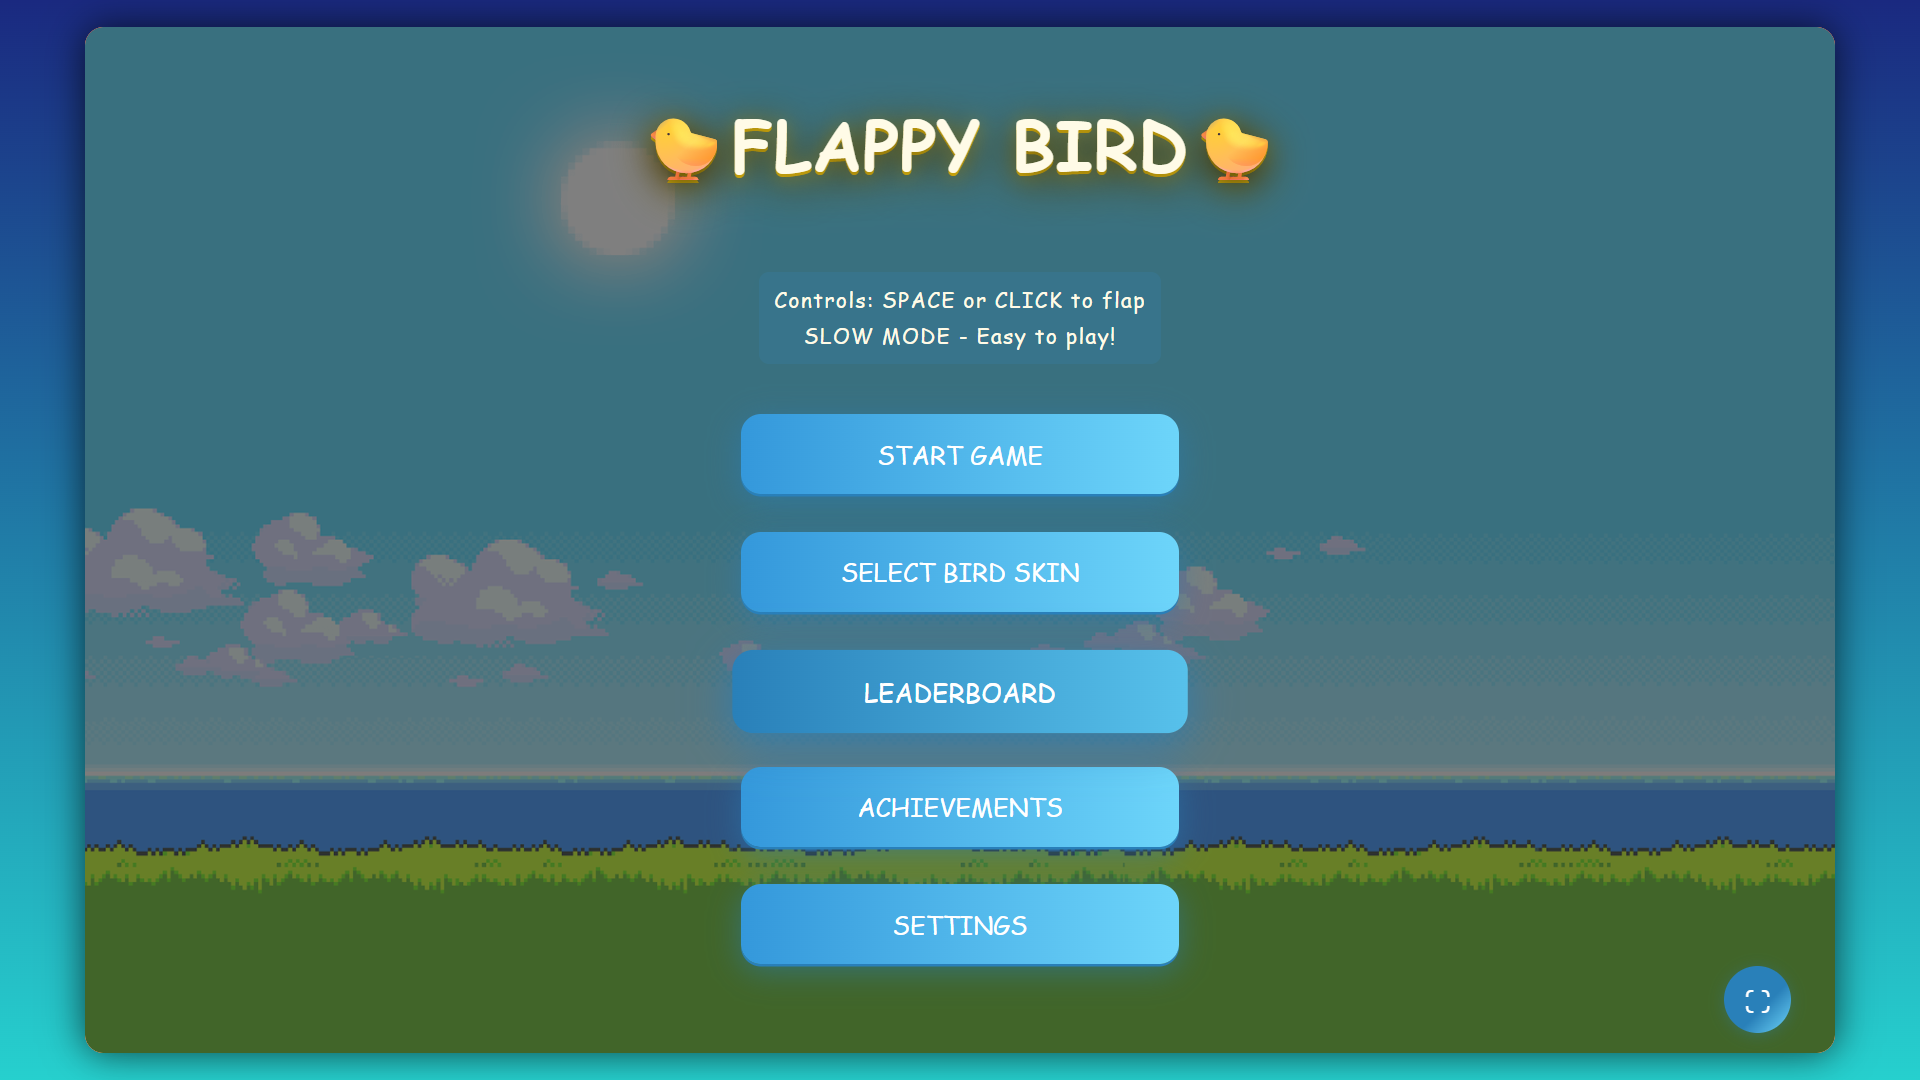 FLAPPY BIRD
Controls: SPACE or CLICK to flap
SLOW MODE - Easy to play!
START GAME
SELECT BIRD SKIN
LEADERBOARD
ACHIEVEMENTS
SETTINGS